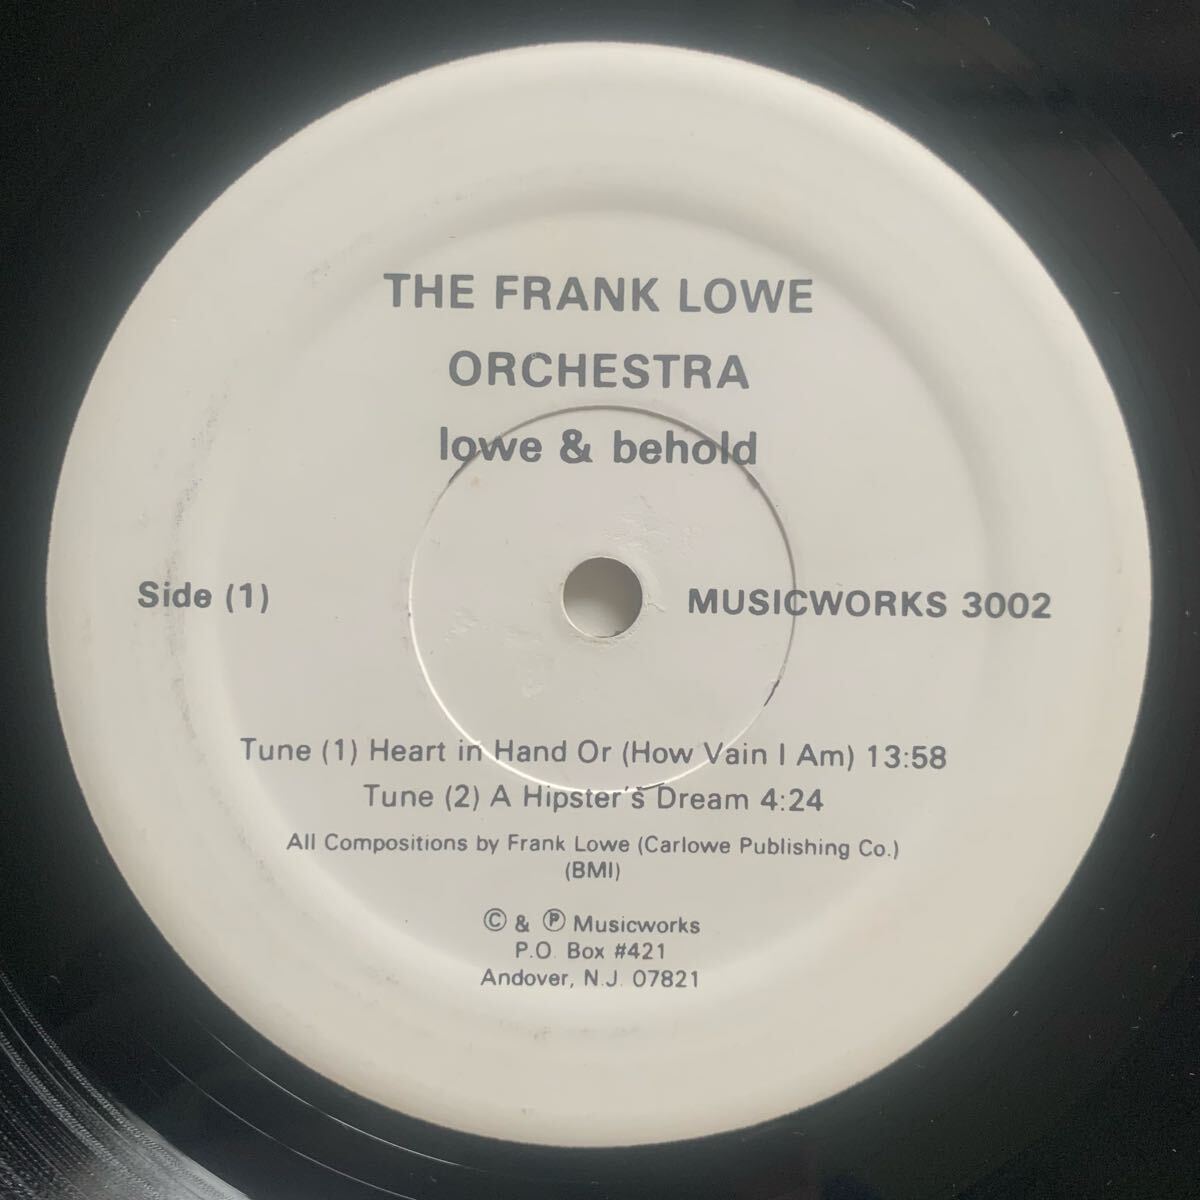 THE FRANK LOWE
ORCHESTRA
lowe & behold
Side (1)
MUSICWORKS 3002
Tune (1) Heart in Hand Or (How Vain I Am) 13:58
Tune (2) A Hipster's Dream 4:24
All Compositions by Frank Lowe (Carlowe Publishing Co.)
(BMI)
© & ℗ Musicworks
P.O. Box #421
Andover, N.J. 07821